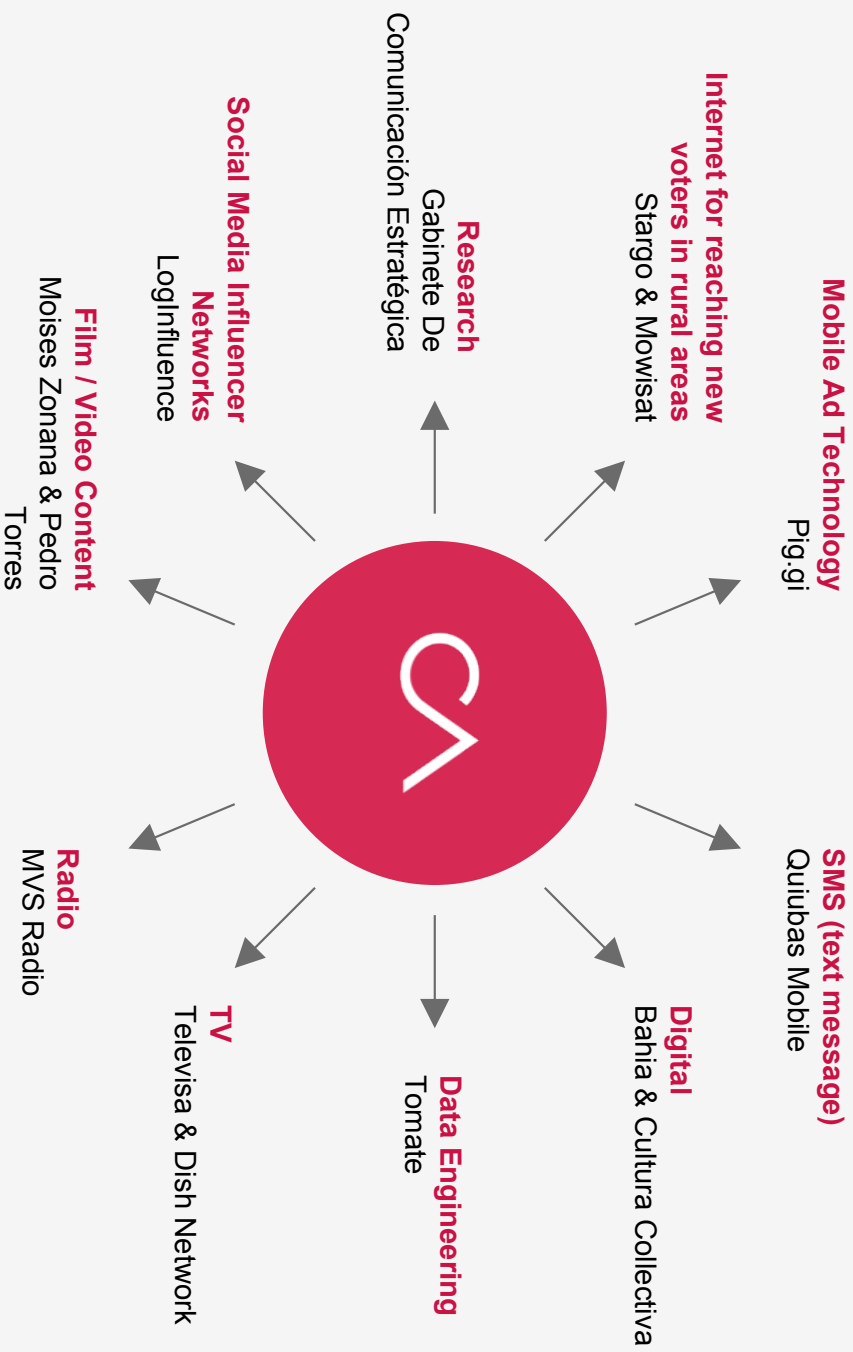 Mobile Ad Technology
Pig.gi
SMS (text message)
Quiubas Mobile
Internet for reaching new
voters in rural areas
Stargo & Mowisat
Digital
Bahia & Cultura Collectiva
Research
Gabinete De
Comunicación Estratégica
Data Engineering
Tomate
Social Media Influencer
Networks
LogInfluence
TV
Televisa & Dish Network
Film / Video Content
Moises Zonana & Pedro
Torres
Radio
MVS Radio